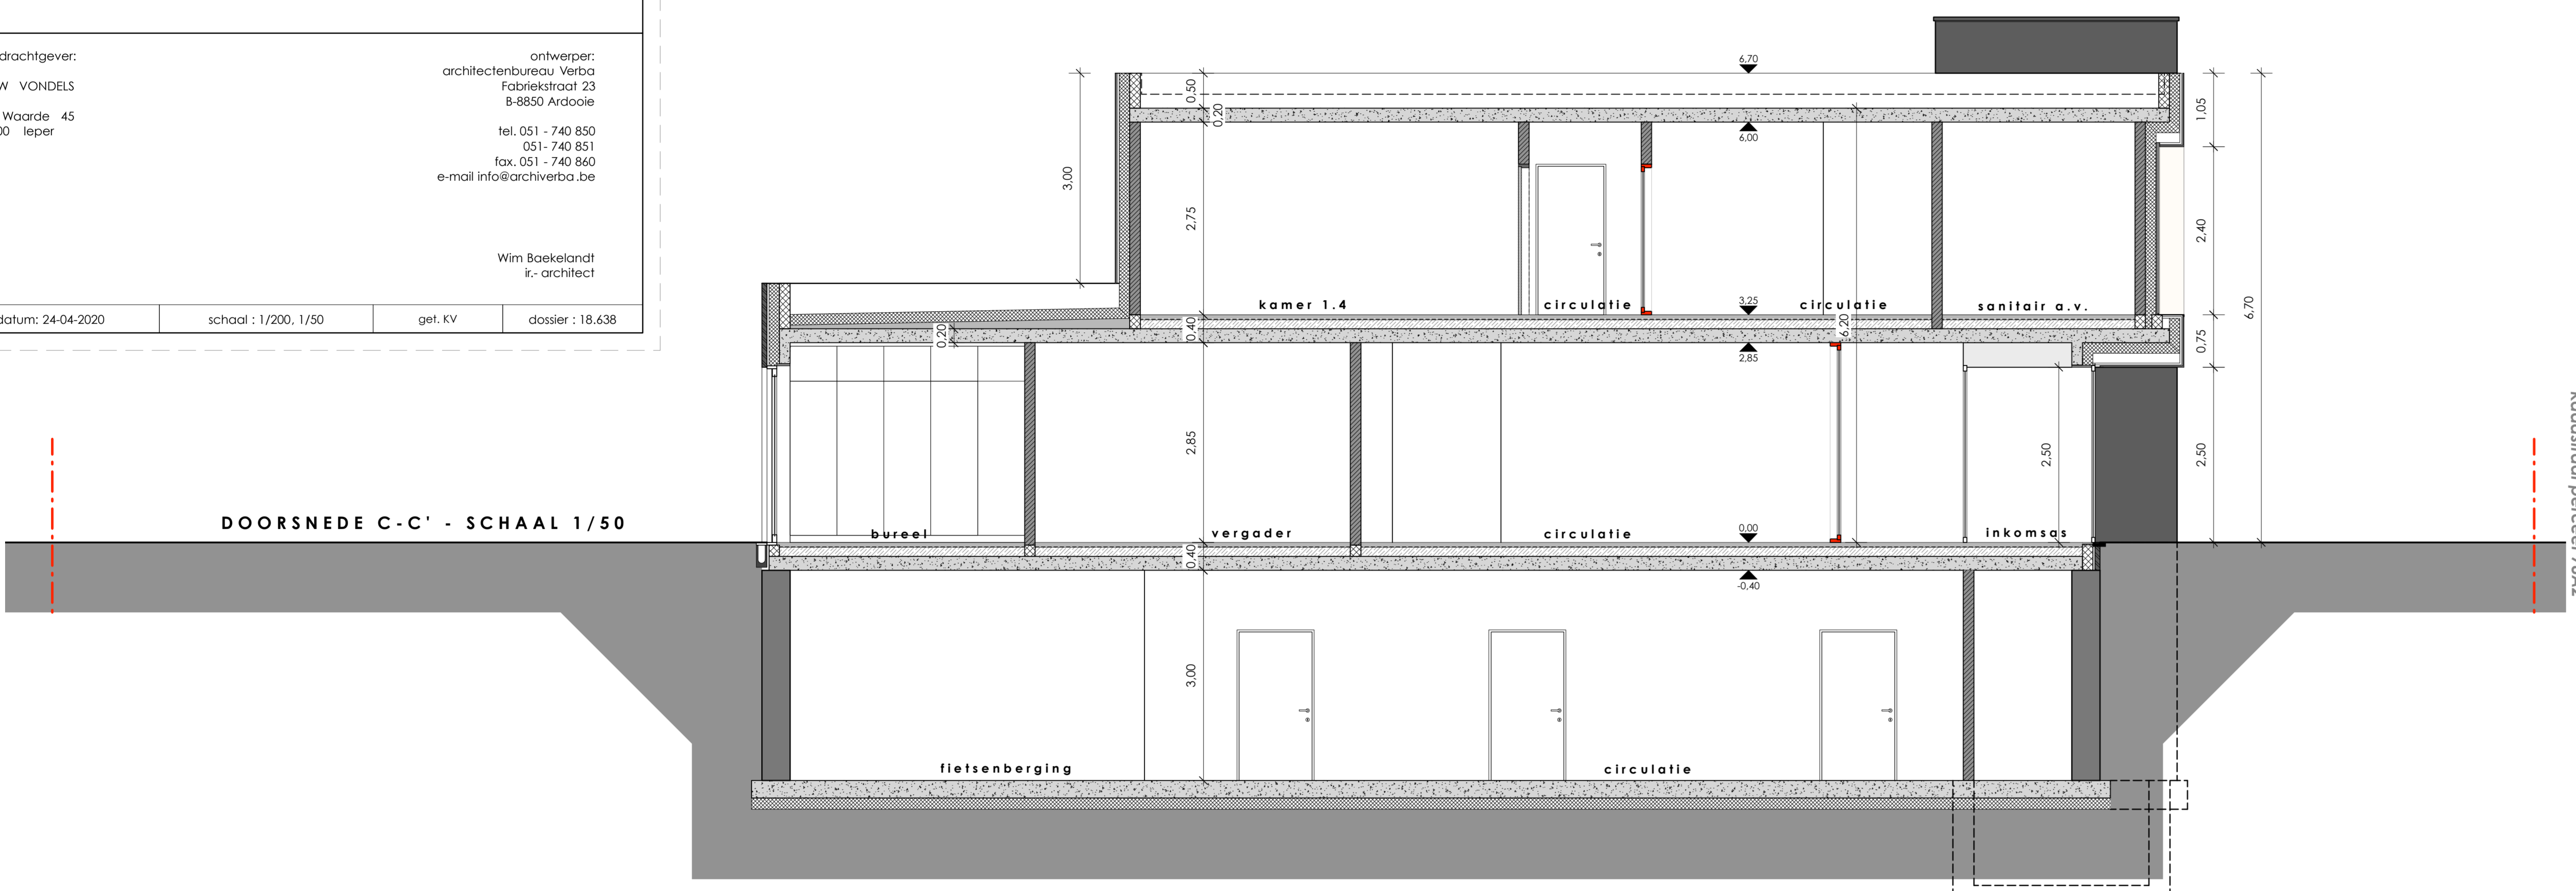 drachtgever:
W VONDELS
Waarde 45
00 Ieper
ontwerper:
architectenbureau Verba
Fabriekstraat 23
B-8850 Ardooie
tel. 051 - 740 850
051- 740 851
fax. 051 - 740 860
e-mail info@archiverba.be
Wim Baekelandt
ir.- architect
datum: 24-04-2020
schaal : 1/200, 1/50
get. KV
dossier : 18.638
DOORSNEDE C-C' - SCHAAL 1/50
6,70
0,50
0,20
6,00
1,05
3,00
2,75
2,40
6,70
kamer 1.4
circulatie
3,25
circulatie
sanitair a.v.
0,20
0,40
6,20
2,85
0,75
2,85
2,50
2,50
bureel
vergader
circulatie
0,00
inkomsas
0,40
-0,40
3,00
fietsenberging
circulatie